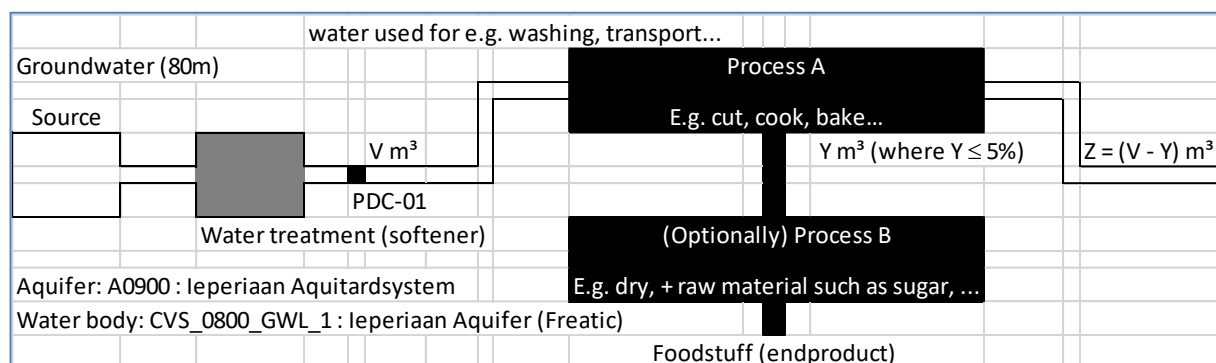 water used for e.g. washing, transport...
Groundwater (80m)
Process A
Source
E.g. cut, cook, bake...
V m³
Y m³ (where Y ≤ 5%)
Z = (V - Y) m³
PDC-01
Water treatment (softener)
(Optionally) Process B
Aquifer: A0900 : Ieperiaan Aquitardsystem
E.g. dry, + raw material such as sugar, ...
Water body: CVS_0800_GWL_1 : Ieperiaan Aquifer (Freatic)
Foodstuff (endproduct)